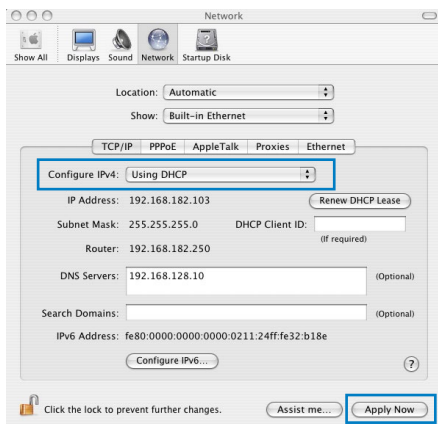 Network
Show All Displays Sound Network Startup Disk
Location: Automatic
Show: Built-in Ethernet
TCP/IP PPPoE AppleTalk Proxies Ethernet
Configure IPv4: Using DHCP
IP Address: 192.168.182.103 Renew DHCP Lease
Subnet Mask: 255.255.255.0 DHCP Client ID:
(If required)
Router: 192.168.182.250
DNS Servers: 192.168.128.10 (Optional)
Search Domains: (Optional)
IPv6 Address: fe80:0000:0000:0000:0211:24ff:fe32:b18e
Configure IPv6... ?
Click the lock to prevent further changes. Assist me... Apply Now